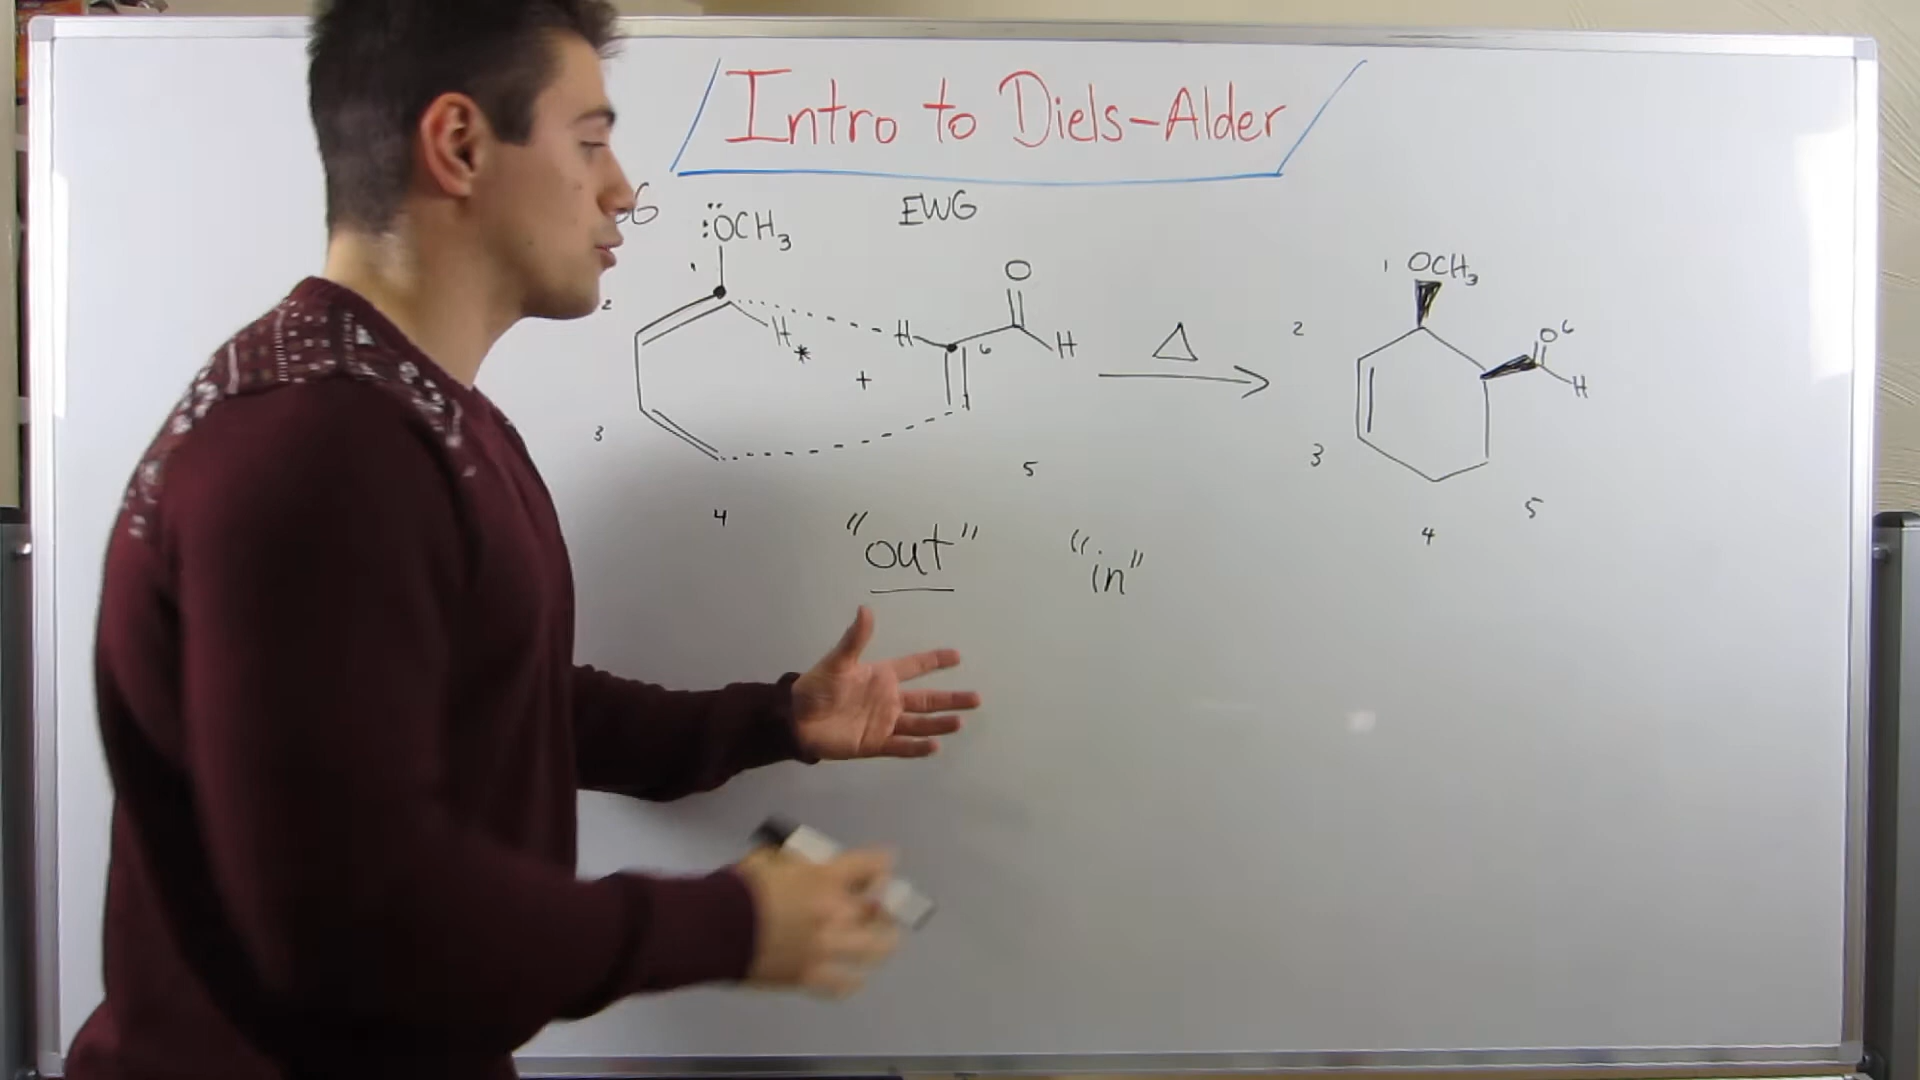 Intro to Diels-Alder
G EWG
:ÖCH3
1
2
H
*
H
O
6
H
+
3
4
5
Δ
1 OCH3
2
O 6
H
3
4
5
"out" "in"